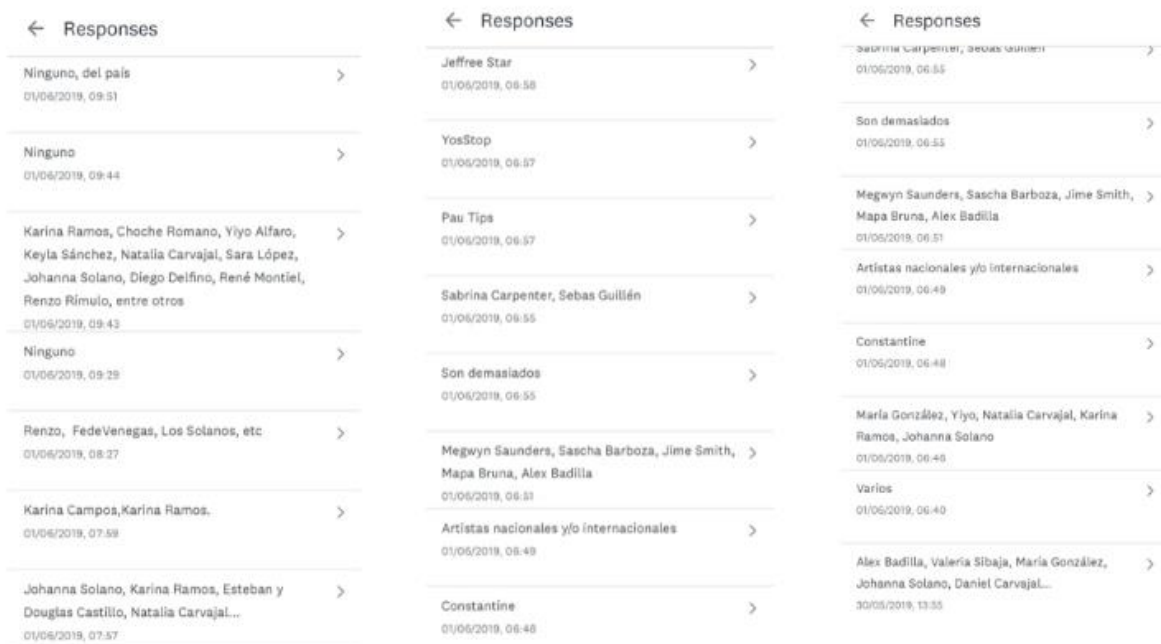 ← Responses
Ninguno, del país
01/06/2019, 09:51
Ninguno
01/06/2019, 09:44
Karina Ramos, Choche Romano, Yiyo Alfaro,
Keyla Sánchez, Natalia Carvajal, Sara López,
Johanna Solano, Diego Delfino, René Montiel,
Renzo Rímulo, entre otros
01/06/2019, 09:43
Ninguno
01/06/2019, 09:29
Renzo, FedeVenegas, Los Solanos, etc
01/06/2019, 08:27
Karina Campos,Karina Ramos.
01/06/2019, 07:59
Johanna Solano, Karina Ramos, Esteban y
Douglas Castillo, Natalia Carvajal...
01/06/2019, 07:57
← Responses
Jeffree Star
01/06/2019, 06:58
YosStop
01/06/2019, 06:57
Pau Tips
01/06/2019, 06:57
Sabrina Carpenter, Sebas Guillén
01/06/2019, 06:55
Son demasiados
01/06/2019, 06:55
Megwyn Saunders, Sascha Barboza, Jime Smith,
Mapa Bruna, Alex Badilla
01/06/2019, 06:51
Artistas nacionales y/o internacionales
01/06/2019, 06:49
Constantine
01/06/2019, 06:48
← Responses
Sabrina Carpenter, Sebas Guillén
01/06/2019, 06:55
Son demasiados
01/06/2019, 06:55
Megwyn Saunders, Sascha Barboza, Jime Smith,
Mapa Bruna, Alex Badilla
01/06/2019, 06:51
Artistas nacionales y/o internacionales
01/06/2019, 06:49
Constantine
01/06/2019, 06:48
María González, Yiyo, Natalia Carvajal, Karina
Ramos, Johanna Solano
01/06/2019, 06:46
Varios
01/06/2019, 06:40
Alex Badilla, Valeria Sibaja, María González,
Johanna Solano, Daniel Carvajal...
30/05/2019, 13:55